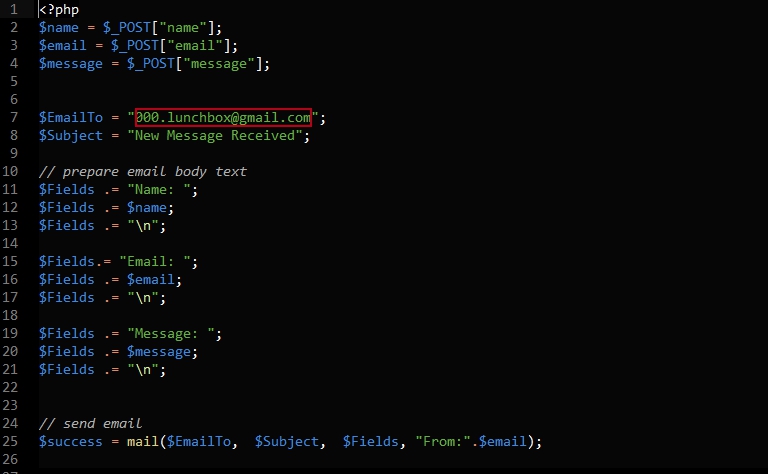 1 <?php
2 $name = $_POST["name"];
3 $email = $_POST["email"];
4 $message = $_POST["message"];
5
6
7 $EmailTo = "000.lunchbox@gmail.com";
8 $Subject = "New Message Received";
9
10 // prepare email body text
11 $Fields .= "Name: ";
12 $Fields .= $name;
13 $Fields .= "\n";
14
15 $Fields.= "Email: ";
16 $Fields .= $email;
17 $Fields .= "\n";
18
19 $Fields .= "Message: ";
20 $Fields .= $message;
21 $Fields .= "\n";
22
23
24 // send email
25 $success = mail($EmailTo,  $Subject,  $Fields, "From:".$email);
26